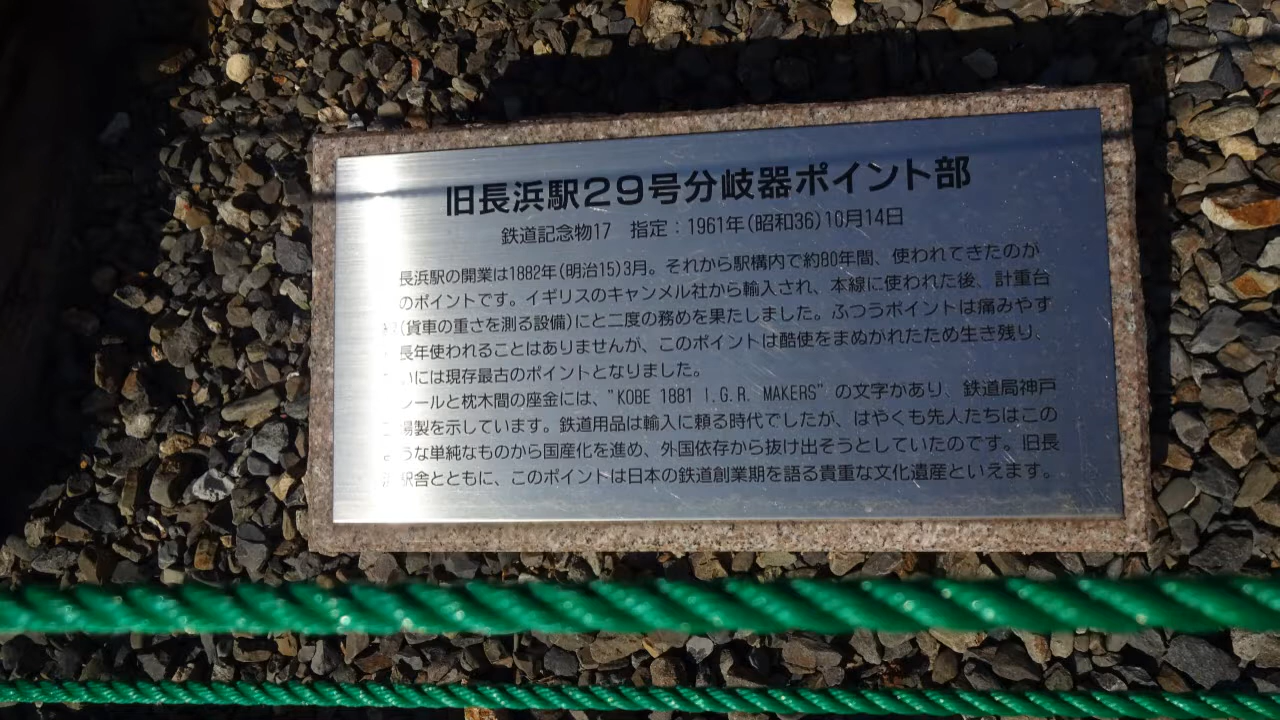 旧長浜駅29号分岐器ポイント部
鉄道記念物17 指定：1961年(昭和36)10月14日
長浜駅の開業は1882年(明治15)3月。それから駅構内で約80年間、使われてきたのが
のポイントです。イギリスのキャンメル社から輸入され、本線に使われた後、計重台
(貨車の重さを測る設備)にと二度の務めを果たしました。ふつうポイントは痛みやす
長年使われることはありませんが、このポイントは酷使をまぬかれたため生き残り、
いには現存最古のポイントとなりました。
ールと枕木間の座金には、"KOBE 1881 I.G.R. MAKERS" の文字があり、鉄道局神戸
場製を示しています。鉄道用品は輸入に頼る時代でしたが、はやくも先人たちはこの
うな単純なものから国産化を進め、外国依存から抜け出そうとしていたのです。旧長
駅舎とともに、このポイントは日本の鉄道創業期を語る貴重な文化遺産といえます。